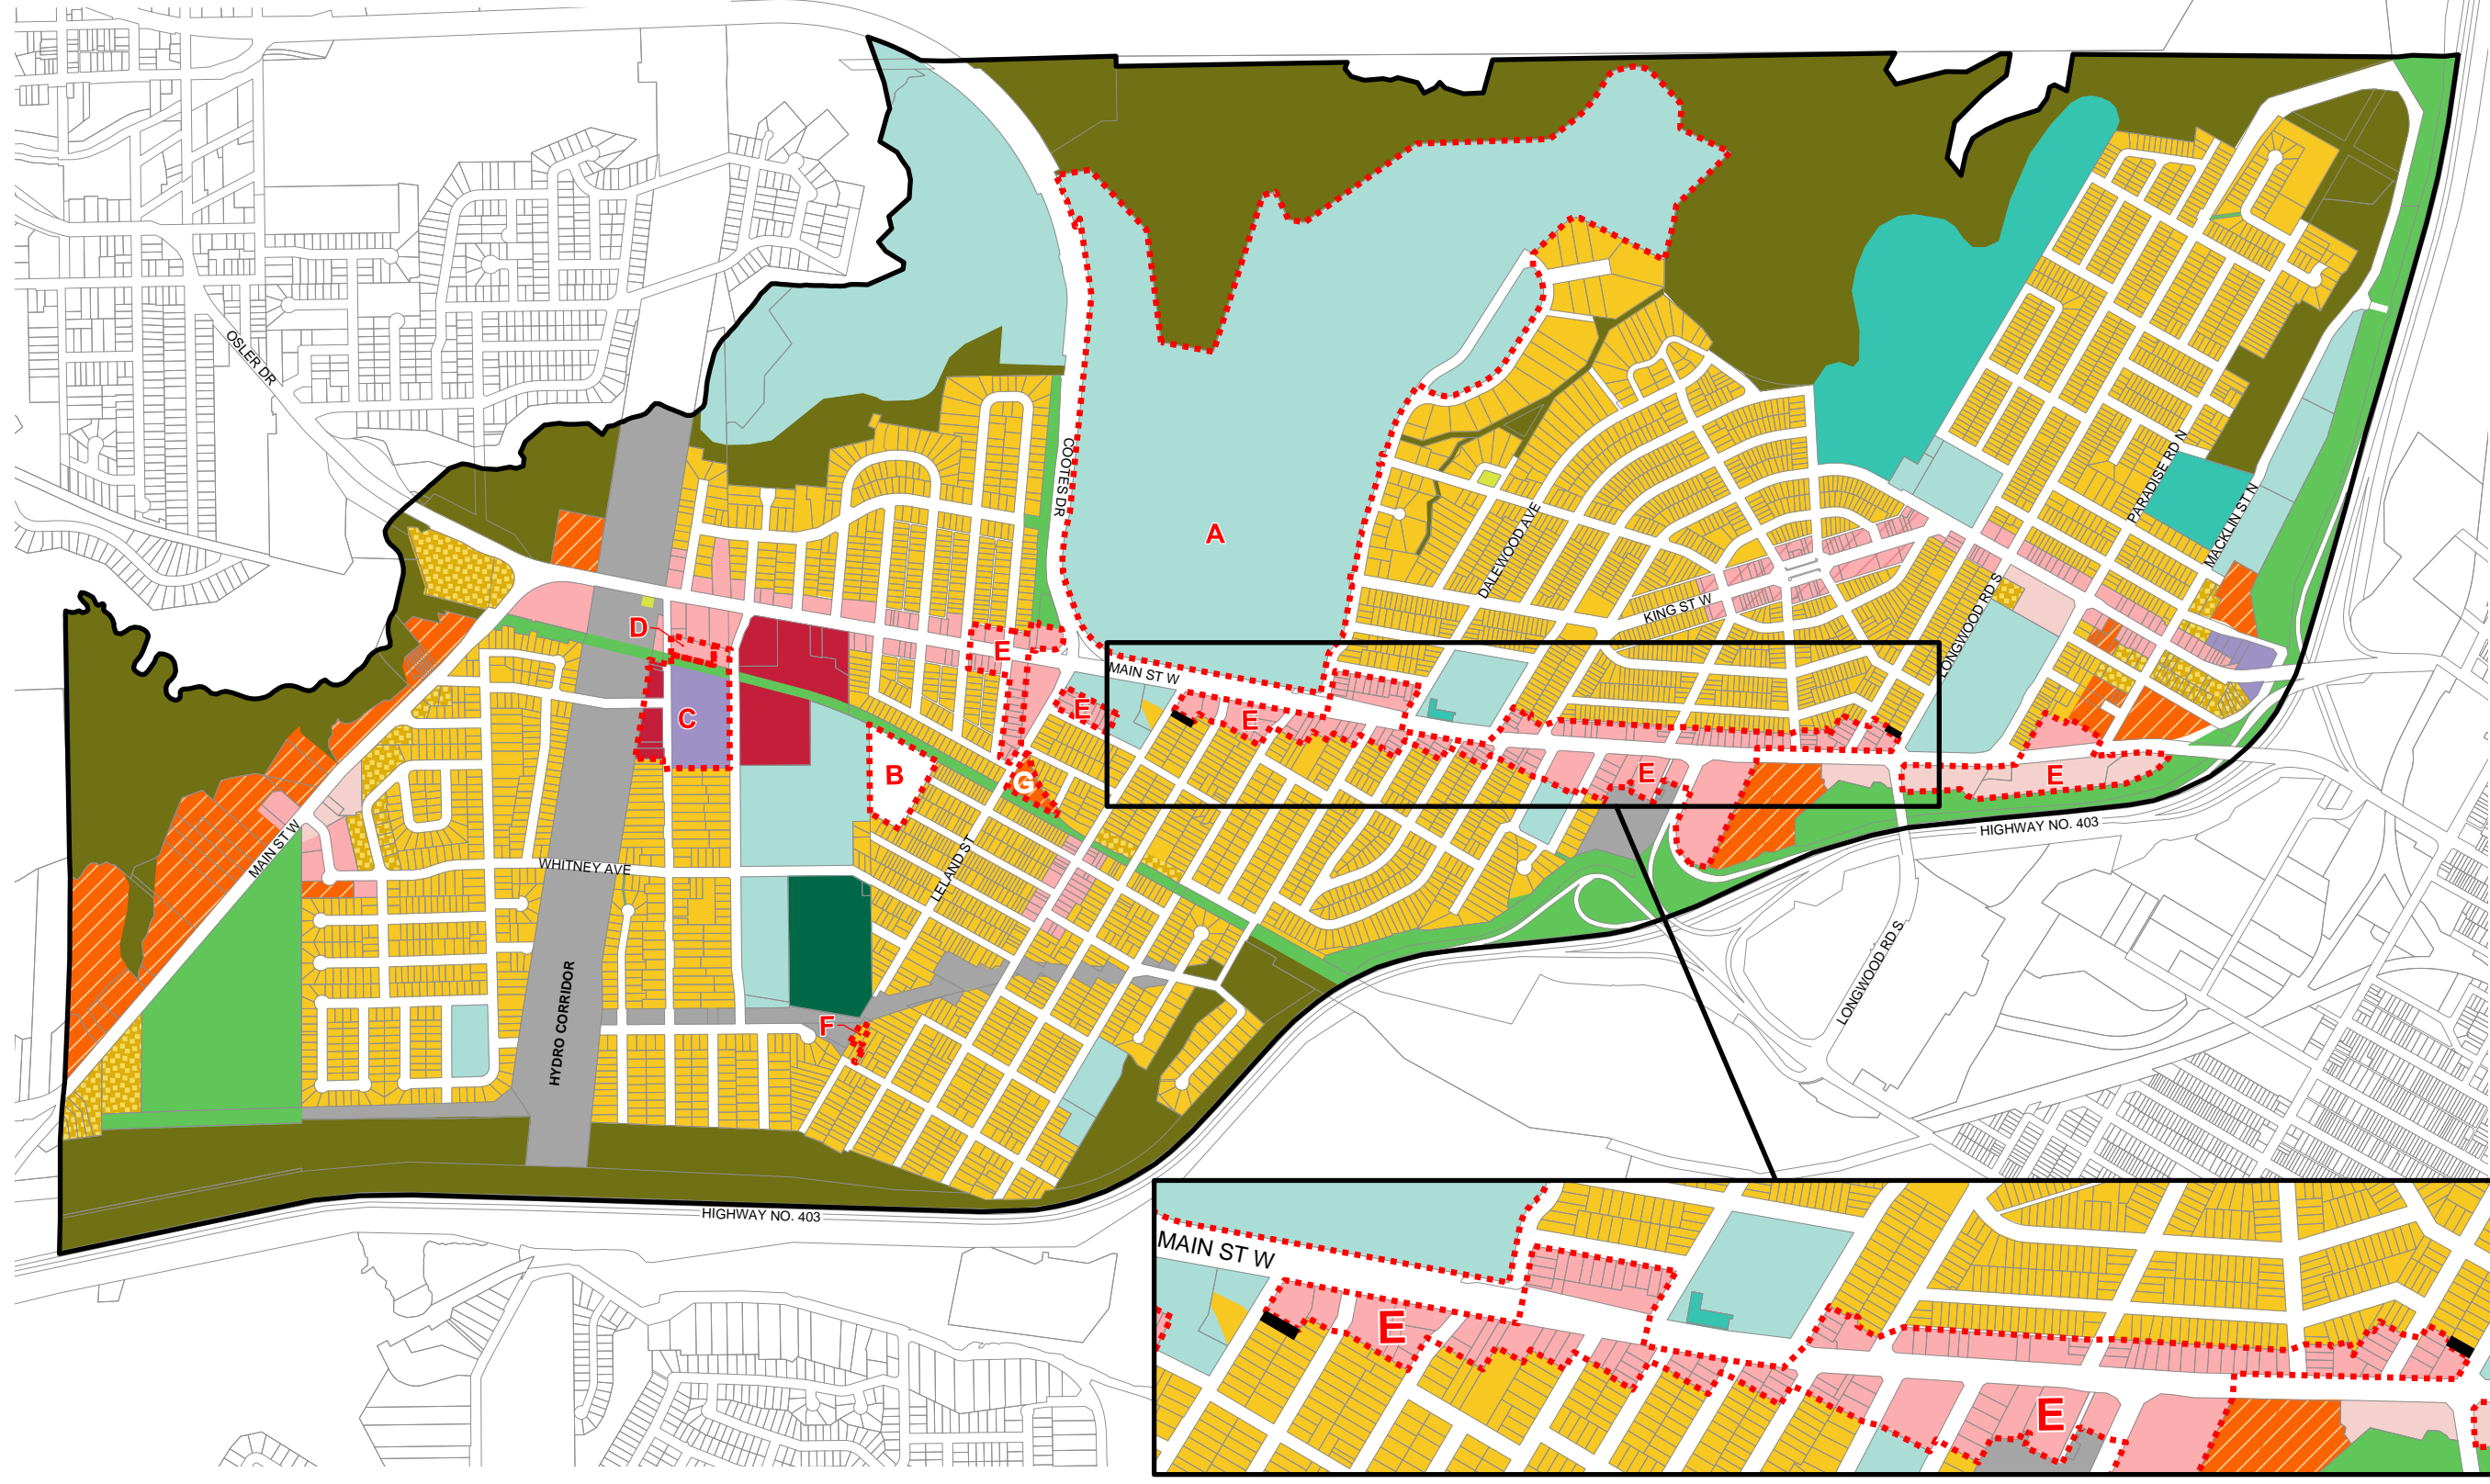 OSLER DR
COOTES DR
A
DALEWOOD AVE
KING ST W
LONGWOOD RD S
PARADISE RD N
MACKLIN ST N
D
E
MAIN ST W
C
E
E
B
G
E
E
HIGHWAY NO. 403
MAIN ST W
WHITNEY AVE
LELAND ST
LONGWOOD RD S
HYDRO CORRIDOR
F
HIGHWAY NO. 403
MAIN ST W
E
E